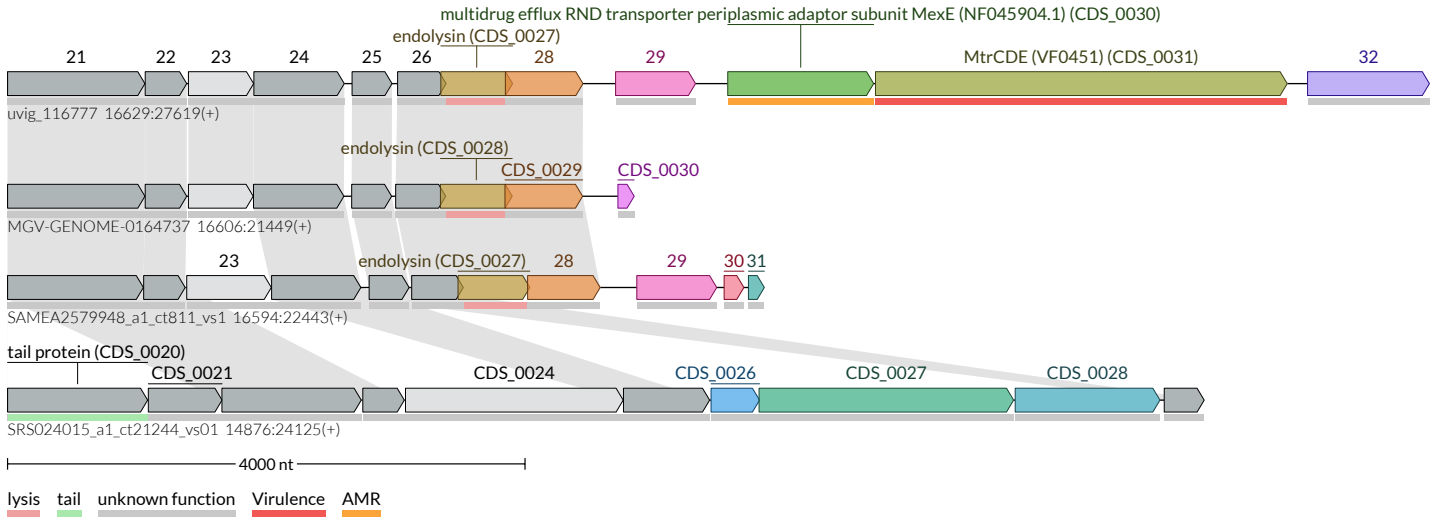 multidrug efflux RND transporter periplasmic adaptor subunit MexE (NF045904.1) (CDS_0030)
endolysin (CDS_0027)
21 22 23 24 25 26 28 29 MtrCDE (VF0451) (CDS_0031) 32
uvig_116777 16629:27619(+)
endolysin (CDS_0028)
CDS_0029 CDS_0030
MGV-GENOME-0164737 16606:21449(+)
23 endolysin (CDS_0027) 28 29 30 31
SAMEA2579948_a1_ct811_vs1 16594:22443(+)
tail protein (CDS_0020)
CDS_0021 CDS_0024 CDS_0026 CDS_0027 CDS_0028
SRS024015_a1_ct21244_vs01 14876:24125(+)
4000 nt
lysis tail unknown function Virulence AMR